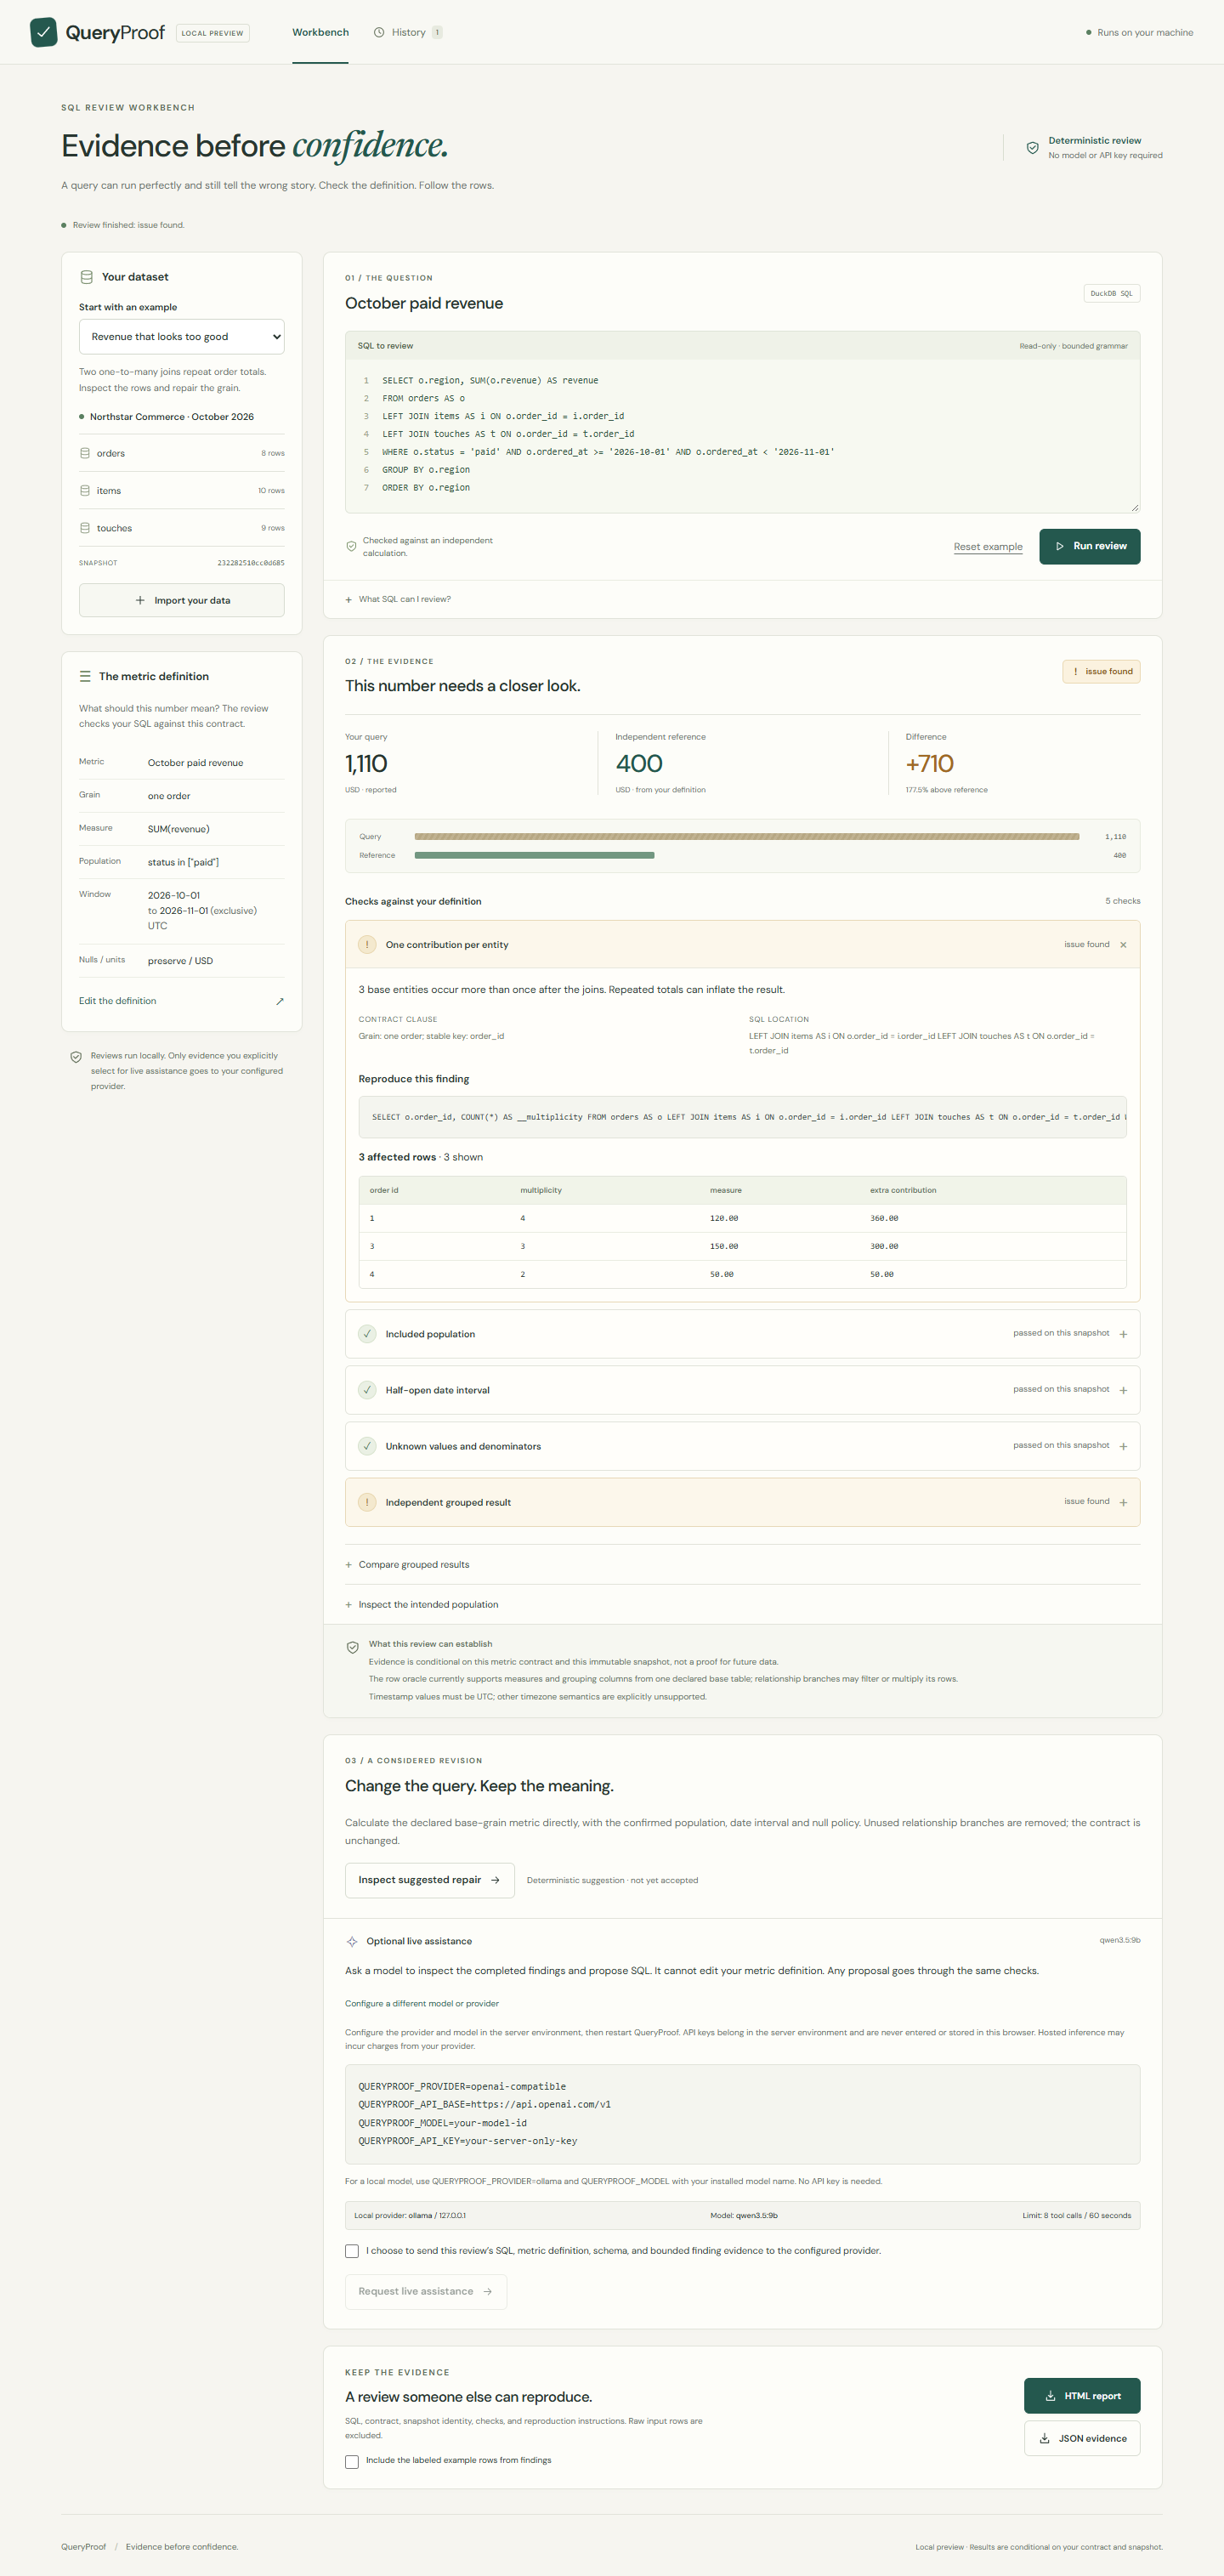 QueryProof
LOCAL PREVIEW
Workbench
History 1
Runs on your machine
SQL REVIEW WORKBENCH
Evidence before confidence.
A query can run perfectly and still tell the wrong story. Check the definition. Follow the rows.
Deterministic review
No model or API key required
Review finished: issue found.
Your dataset
Start with an example
Revenue that looks too good
Two one-to-many joins repeat order totals.
Inspect the rows and repair the grain.
Northstar Commerce · October 2026
orders 8 rows
items 10 rows
touches 9 rows
SNAPSHOT 232282510cc0d685
+ Import your data
The metric definition
What should this number mean? The review
checks your SQL against this contract.
Metric October paid revenue
Grain one order
Measure SUM(revenue)
Population status in ["paid"]
Window 2026-10-01
to 2026-11-01 (exclusive)
UTC
Nulls / units preserve / USD
Edit the definition ↗
Reviews run locally. Only evidence you explicitly
select for live assistance goes to your configured
provider.
01 / THE QUESTION
October paid revenue
DuckDB SQL
SQL to review
Read-only · bounded grammar
1 SELECT o.region, SUM(o.revenue) AS revenue
2 FROM orders AS o
3 LEFT JOIN items AS i ON o.order_id = i.order_id
4 LEFT JOIN touches AS t ON o.order_id = t.order_id
5 WHERE o.status = 'paid' AND o.ordered_at >= '2026-10-01' AND o.ordered_at < '2026-11-01'
6 GROUP BY o.region
7 ORDER BY o.region
Checked against an independent
calculation.
Reset example
Run review
+ What SQL can I review?
02 / THE EVIDENCE
This number needs a closer look.
! issue found
Your query
1,110
USD · reported
Independent reference
400
USD · from your definition
Difference
+710
177.5% above reference
Query 1,110
Reference 400
Checks against your definition
5 checks
! One contribution per entity issue found ×
3 base entities occur more than once after the joins. Repeated totals can inflate the result.
CONTRACT CLAUSE
Grain: one order; stable key: order_id
SQL LOCATION
LEFT JOIN items AS i ON o.order_id = i.order_id LEFT JOIN touches AS t ON o.order_id =
t.order_id
Reproduce this finding
SELECT o.order_id, COUNT(*) AS __multiplicity FROM orders AS o LEFT JOIN items AS i ON o.order_id = i.order_id LEFT JOIN touches AS t ON o.order_id = t.order_id
3 affected rows · 3 shown
order id multiplicity measure extra contribution
1 4 120.00 360.00
3 3 150.00 300.00
4 2 50.00 50.00
Included population passed on this snapshot +
Half-open date interval passed on this snapshot +
Unknown values and denominators passed on this snapshot +
! Independent grouped result issue found +
+ Compare grouped results
+ Inspect the intended population
What this review can establish
Evidence is conditional on this metric contract and this immutable snapshot, not a proof for future data.
The row oracle currently supports measures and grouping columns from one declared base table; relationship branches may filter or multiply its rows.
Timestamp values must be UTC; other timezone semantics are explicitly unsupported.
03 / A CONSIDERED REVISION
Change the query. Keep the meaning.
Calculate the declared base-grain metric directly, with the confirmed population, date interval and null policy. Unused relationship branches are removed; the contract is
unchanged.
Inspect suggested repair →
Deterministic suggestion · not yet accepted
Optional live assistance
qwen3.5:9b
Ask a model to inspect the completed findings and propose SQL. It cannot edit your metric definition. Any proposal goes through the same checks.
Configure a different model or provider
Configure the provider and model in the server environment, then restart QueryProof. API keys belong in the server environment and are never entered or stored in this browser. Hosted inference may
incur charges from your provider.
QUERYPROOF_PROVIDER=openai-compatible
QUERYPROOF_API_BASE=https://api.openai.com/v1
QUERYPROOF_MODEL=your-model-id
QUERYPROOF_API_KEY=your-server-only-key
For a local model, use QUERYPROOF_PROVIDER=ollama and QUERYPROOF_MODEL with your installed model name. No API key is needed.
Local provider: ollama / 127.0.0.1
Model: qwen3.5:9b
Limit: 8 tool calls / 60 seconds
I choose to send this review's SQL, metric definition, schema, and bounded finding evidence to the configured provider.
Request live assistance →
KEEP THE EVIDENCE
A review someone else can reproduce.
SQL, contract, snapshot identity, checks, and reproduction instructions. Raw input rows are
excluded.
Include the labeled example rows from findings
HTML report
JSON evidence
QueryProof / Evidence before confidence.
Local preview · Results are conditional on your contract and snapshot.